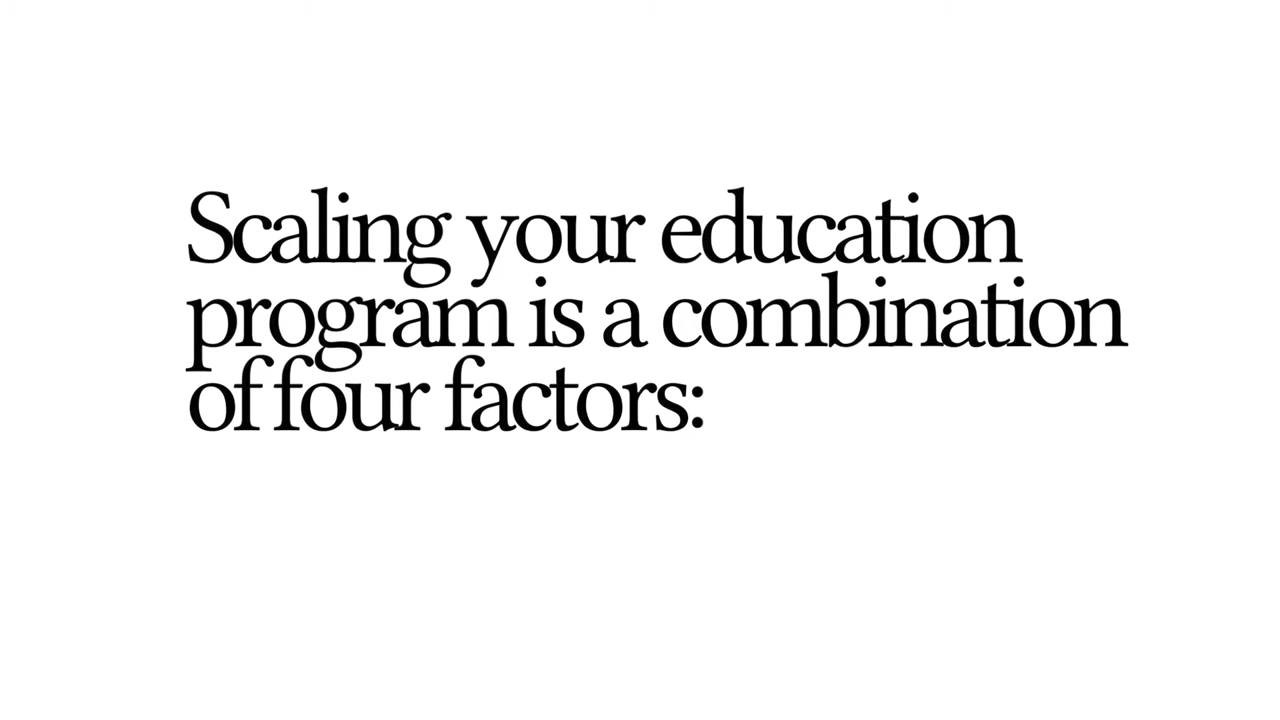 Scaling your education
program is a combination
of four factors: